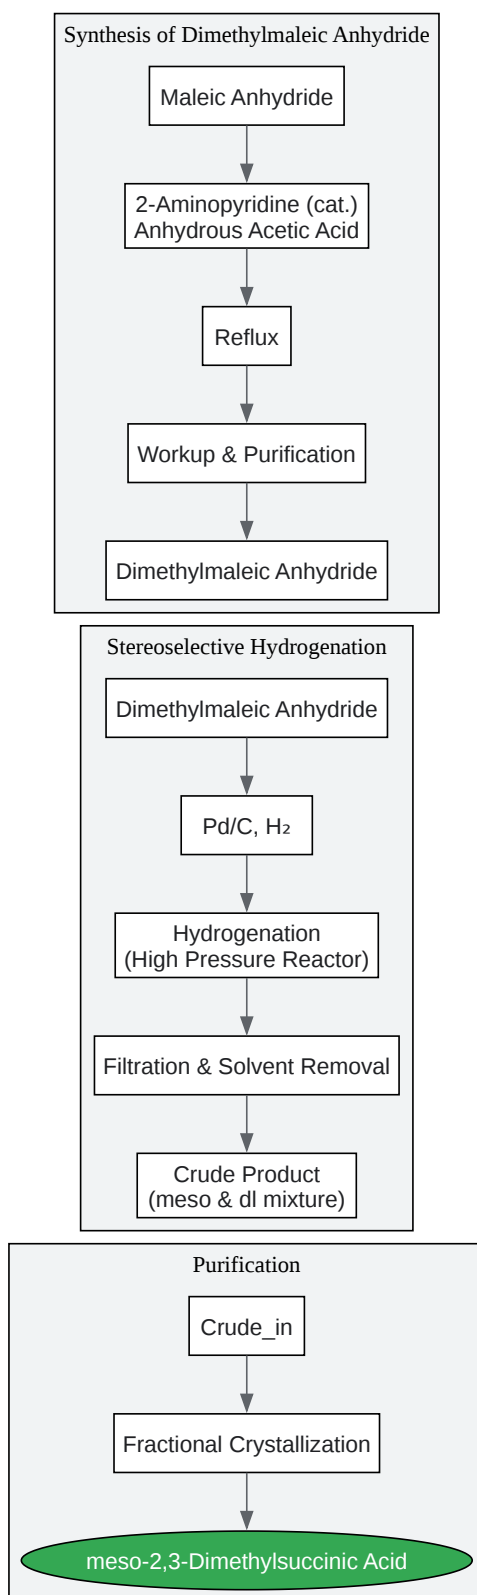 Synthesis of Dimethylmaleic Anhydride
Maleic Anhydride
2-Aminopyridine (cat.)
Anhydrous Acetic Acid
Reflux
Workup & Purification
Dimethylmaleic Anhydride
Stereoselective Hydrogenation
Dimethylmaleic Anhydride
Pd/C, H₂
Hydrogenation
(High Pressure Reactor)
Filtration & Solvent Removal
Crude Product
(meso & dl mixture)
Purification
Crude_in
Fractional Crystallization
meso-2,3-Dimethylsuccinic Acid